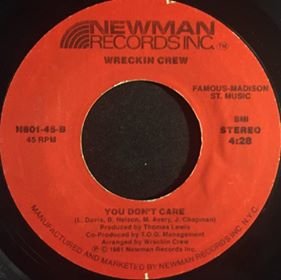 NEWMAN
RECORDS INC.™
WRECKIN CREW
FAMOUS-MADISON
ST. MUSIC
N801-45-B
45 RPM
BMI
STEREO
4:28
YOU DON'T CARE
(L. Davis, B. Nelson, M. Avery, J. Chapman)
Produced by Thomas Lewis
Co-Produced by T.O.G. Management
Arranged by Wreckin Crew
℗ © 1981 Newman Records Inc.
MANUFACTURED AND MARKETED BY NEWMAN RECORDS INC. N.Y.C.